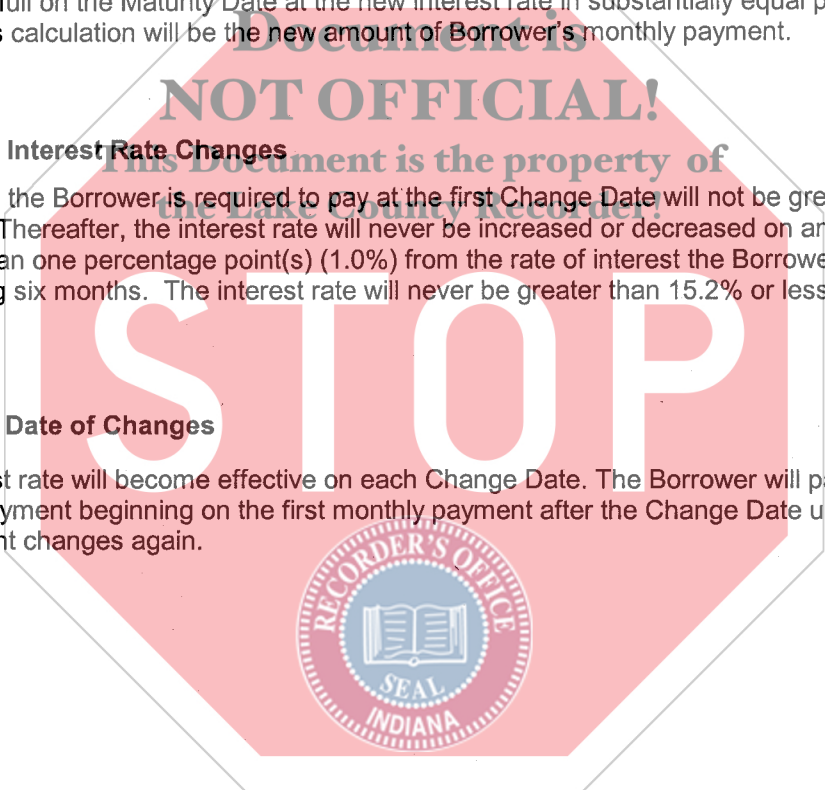 full on the Maturity Date at the new interest rate in substantially equal p
s calculation will be the new amount of Borrower's monthly payment.
Document is
NOT OFFICIAL!
Interest Rate Changes
This Document is the property of
the Lake County Recorder!
the Borrower is required to pay at the first Change Date will not be gre
Thereafter, the interest rate will never be increased or decreased on an
an one percentage point(s) (1.0%) from the rate of interest the Borrowe
g six months. The interest rate will never be greater than 15.2% or less
STOP
Date of Changes
st rate will become effective on each Change Date. The Borrower will pa
yment beginning on the first monthly payment after the Change Date u
nt changes again.
RECORDER'S OFFICE
SEAL
INDIANA